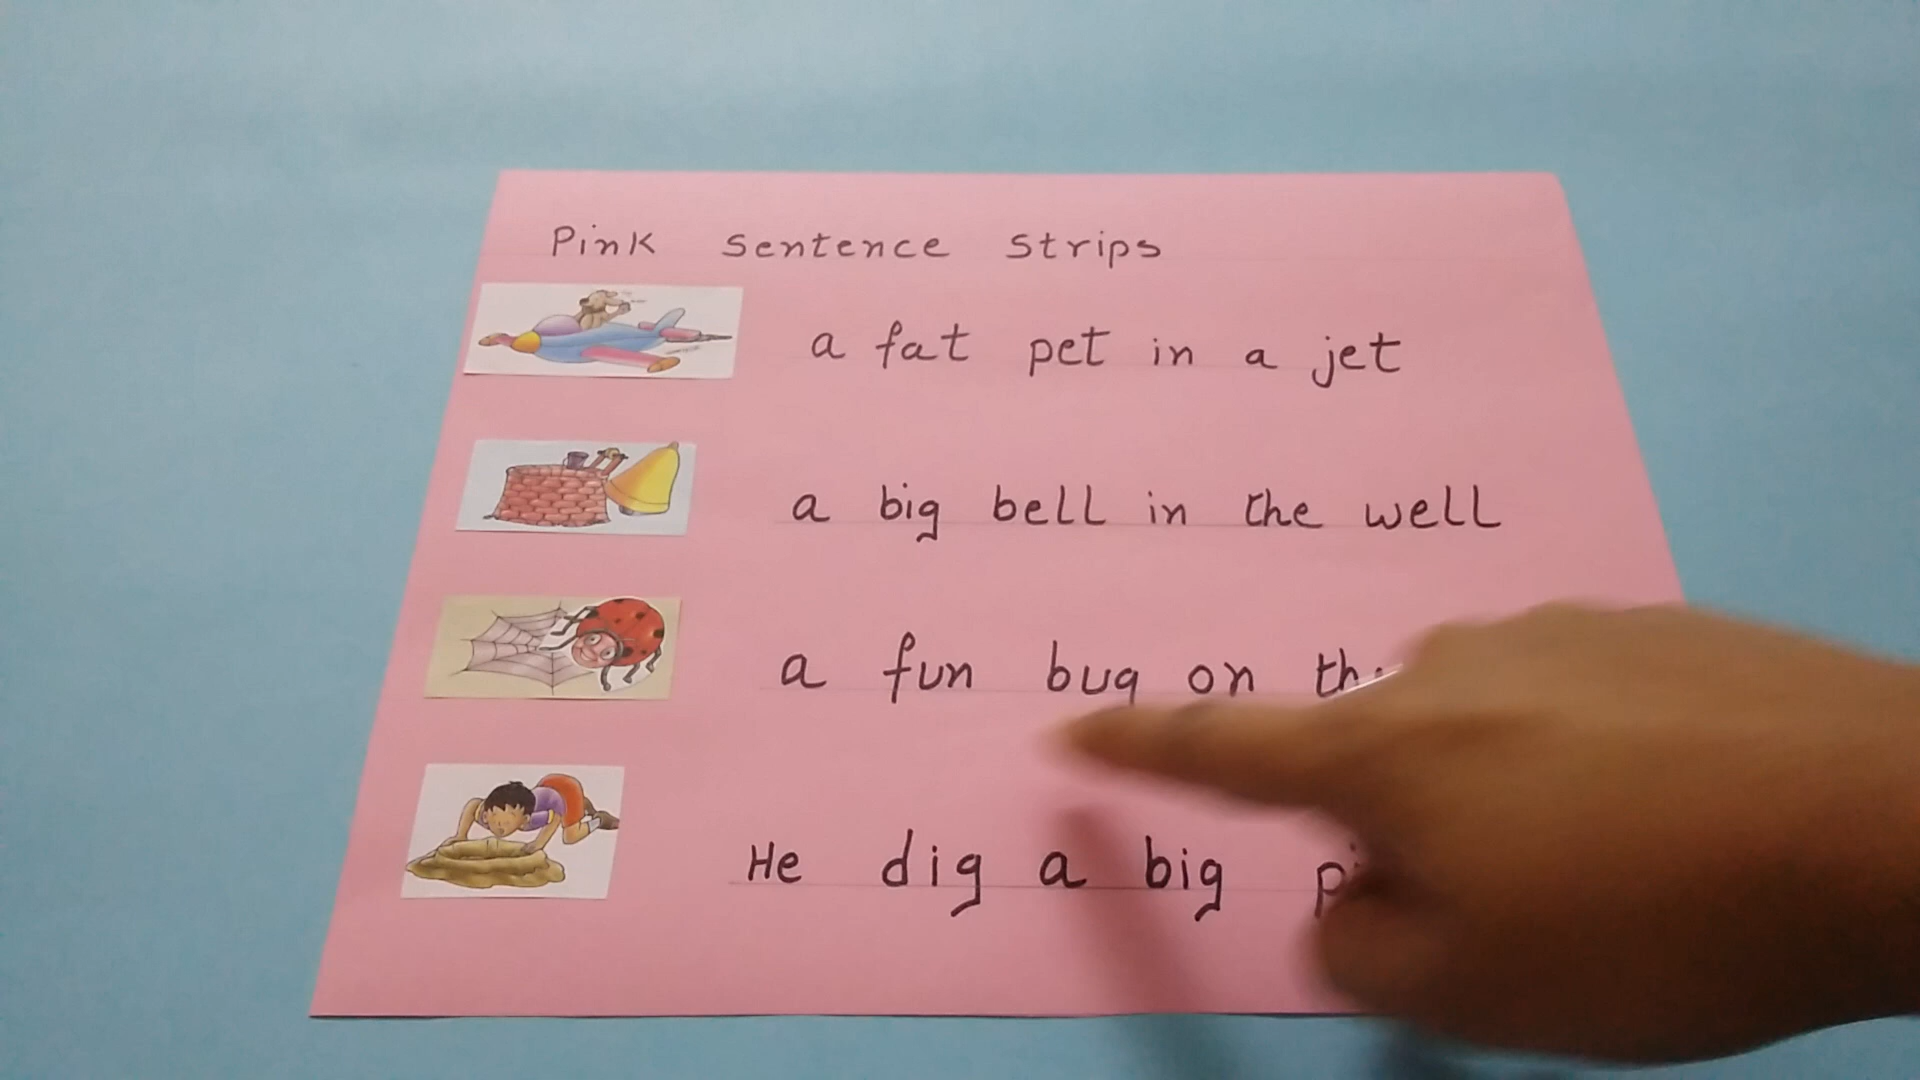 Pink Sentence Strips
a fat pet in a jet
a big bell in the well
a fun bug on
He dig a big